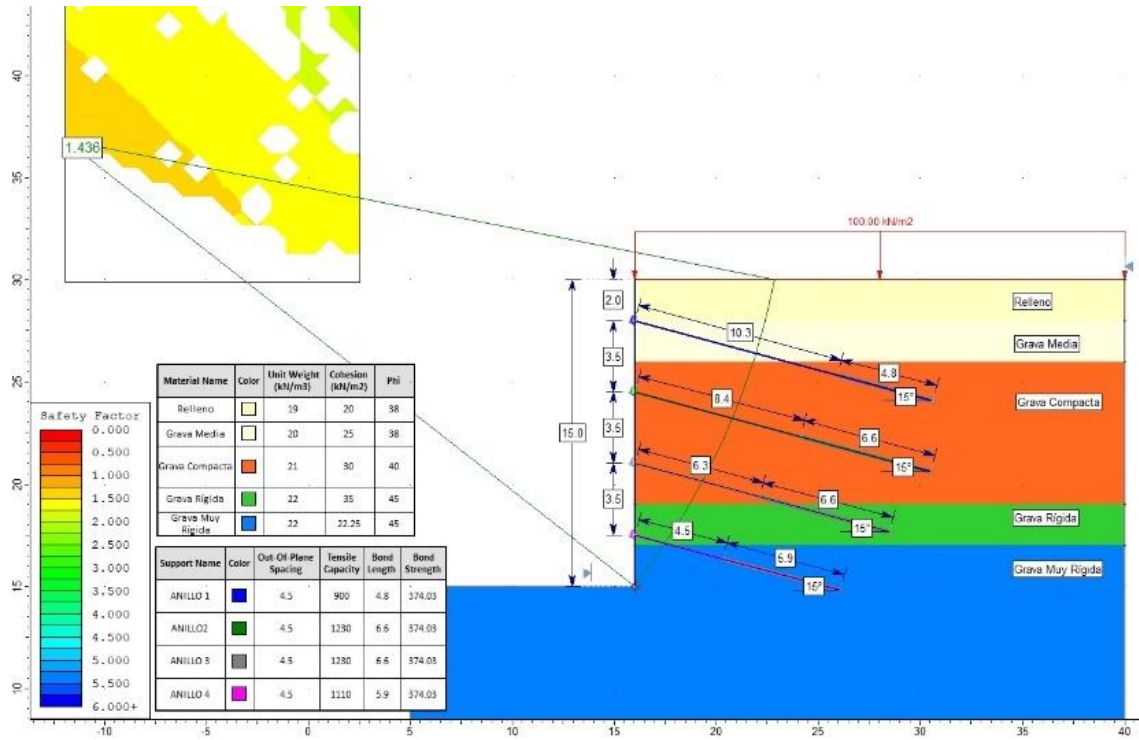 1.436
100.00 kN/m2
40
35
30
25
20
15
10
-10
-5
0
5
10
15
20
25
30
35
40
Safety Factor
0.000
0.500
1.000
1.500
2.000
2.500
3.000
3.500
4.000
4.500
5.000
5.500
6.000+
Material Name Color Unit Weight (kN/m3) Cohesion (kN/m2) Phi
Relleno 19 20 38
Grava Media 20 25 38
Grava Compacta 21 30 40
Grava Rígida 22 35 45
Grava Muy Rígida 22 22.25 45
Support Name Color Out-Of-Plane Spacing Tensile Capacity Bond Length Bond Strength
ANILLO 1 4.5 900 4.8 374.03
ANILLO2 4.5 1230 6.6 374.03
ANILLO 3 4.5 1230 6.6 374.03
ANILLO 4 4.5 1110 5.9 374.03
15.0
2.0
3.5
3.5
3.5
10.3
4.8
15°
8.4
6.6
15°
6.3
6.6
15°
4.5
5.9
15°
Relleno
Grava Media
Grava Compacta
Grava Rígida
Grava Muy Rígida